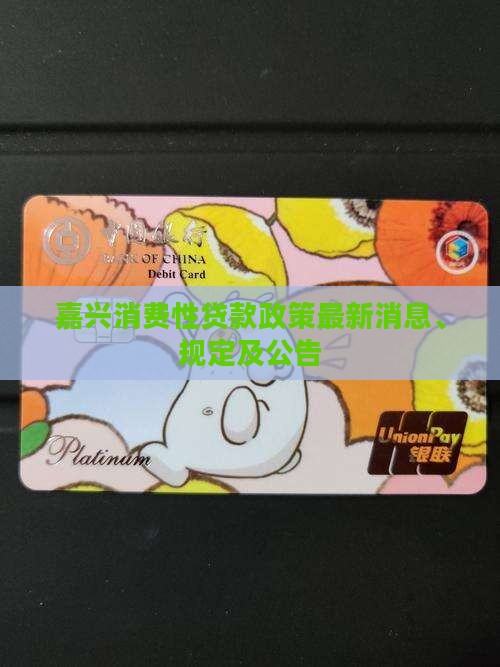 中国银行
BANK OF CHINA
Debit Card
嘉兴消费性贷款政策最新消息、
规定及公告
Platinum
UnionPay
银联